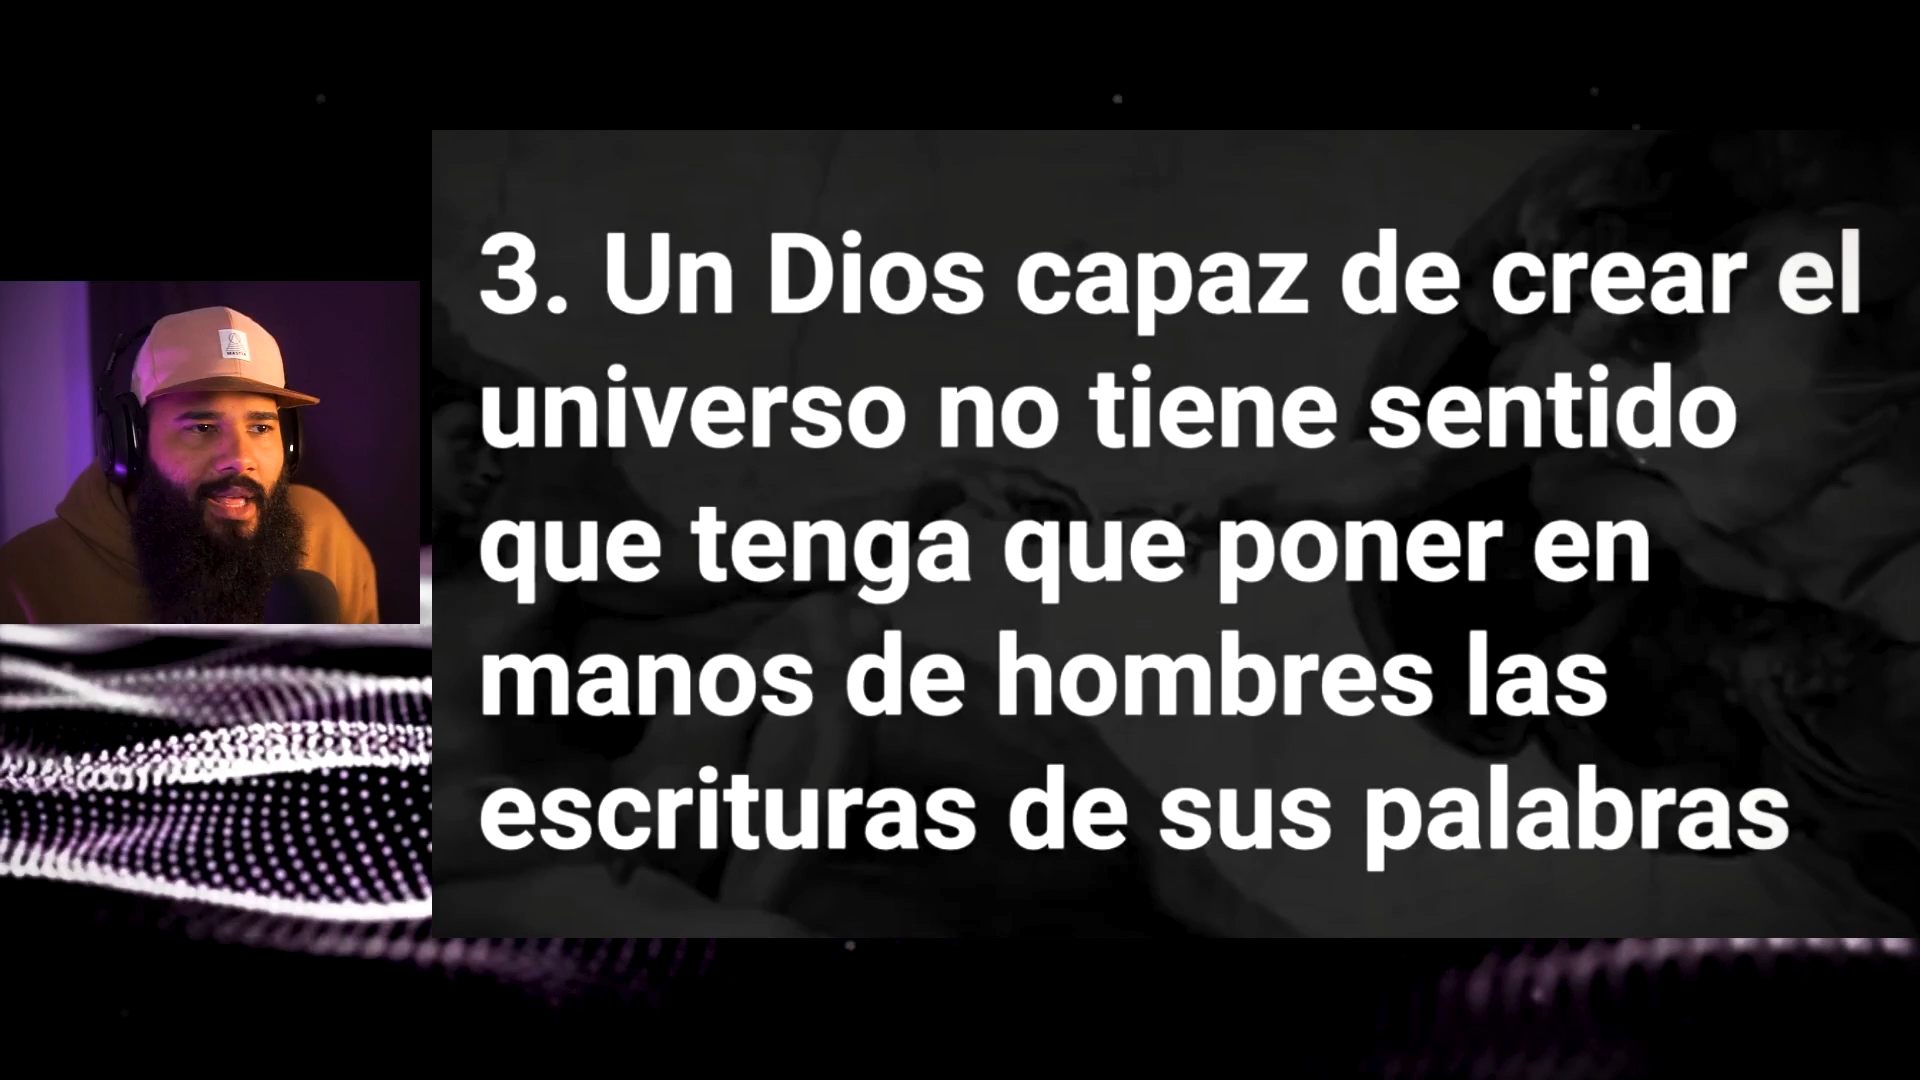 3. Un Dios capaz de crear el
universo no tiene sentido
que tenga que poner en
manos de hombres las
escrituras de sus palabras